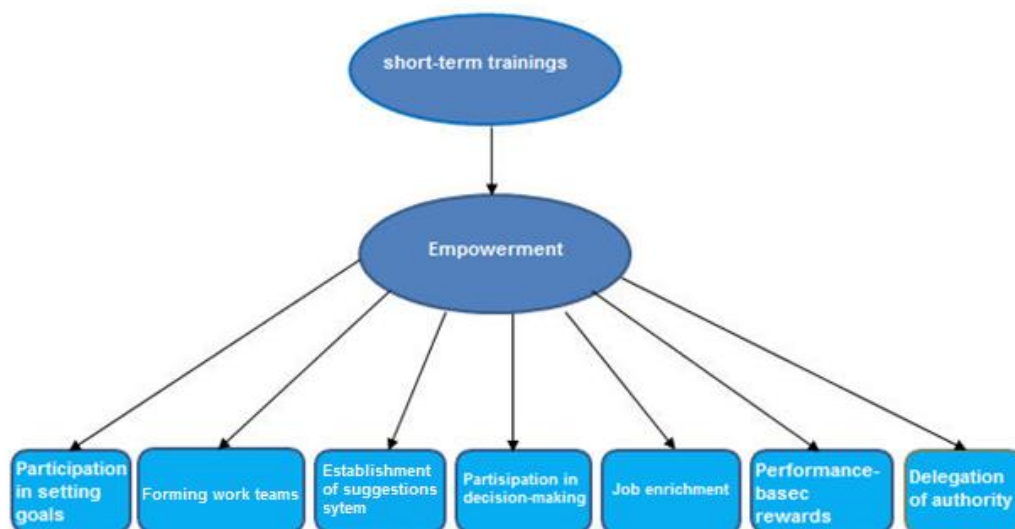 short-term trainings
Empowerment
Participation
in setting
goals
Forming work teams
Establishment
of suggestions
sytem
Partisipation in
decision-making
Job enrichment
Performance-
basec
rewards
Delegation
of authority